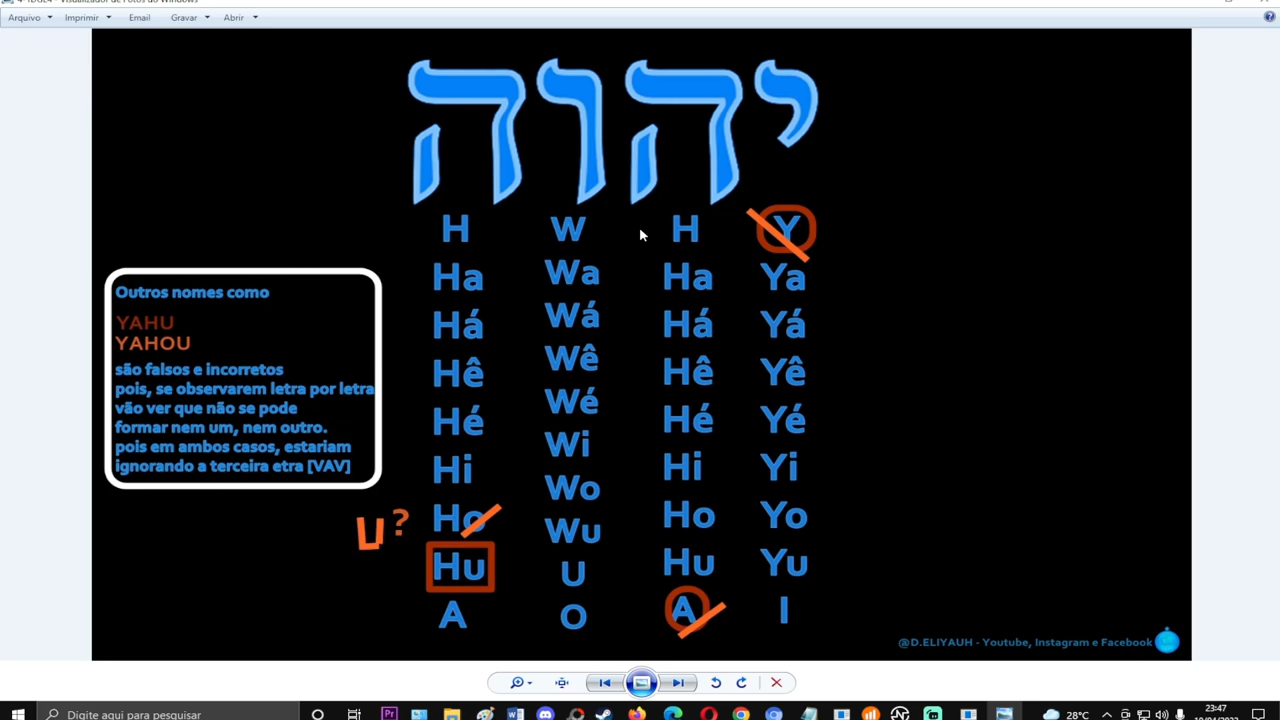 Arquivo Imprimir Email Gravar Abrir
יהוה
H W H Y
Ha Wa Ha Ya
Há Wá Há Yá
Hê Wê Hê Yê
Hé Wé Hé Yé
Hi Wi Hi Yi
Ho Wo Ho Yo
Hu Wu Hu Yu
A U A I
O
Outros nomes como
YAHU
YAHOU
são falsos e incorretos
pois, se observarem letra por letra
vão ver que não se pode
formar nem um, nem outro.
pois em ambos casos, estariam
ignorando a terceira etra [VAV]
U?
@D.ELIYAUH - Youtube, Instagram e Facebook
Digite aqui para pesquisar
28°C
23:47